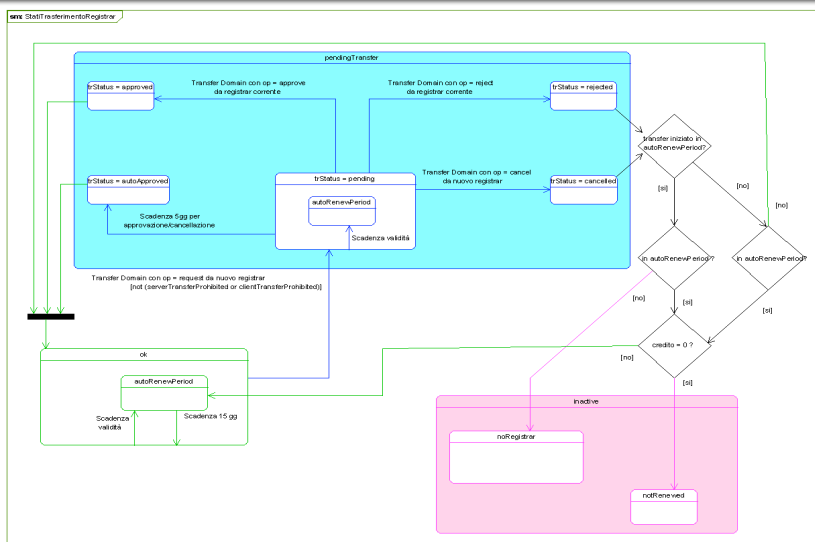 sm: StatiTrasferimentoRegistrar
pendingTransfer
trStatus = approved
Transfer Domain con op = approve
da registrar corrente
Transfer Domain con op = reject
da registrar corrente
trStatus = rejected
transfer iniziato in
autoRenewPeriod?
trStatus = autoApproved
trStatus = pending
Transfer Domain con op = cancel
da nuovo registrar
trStatus = cancelled
[si]
[no]
[no]
autoRenewPeriod
Scadenza 5gg per
approvazione/cancellazione
Scadenza validità
in autoRenewPeriod?
in autoRenewPeriod?
Transfer Domain con op = request da nuovo registrar
[not (serverTransferProhibited or clientTransferProhibited)]
[no]
[si]
[si]
credito = 0 ?
ok
[no]
autoRenewPeriod
[si]
Scadenza
validità
Scadenza 15 gg
inactive
noRegistrar
notRenewed